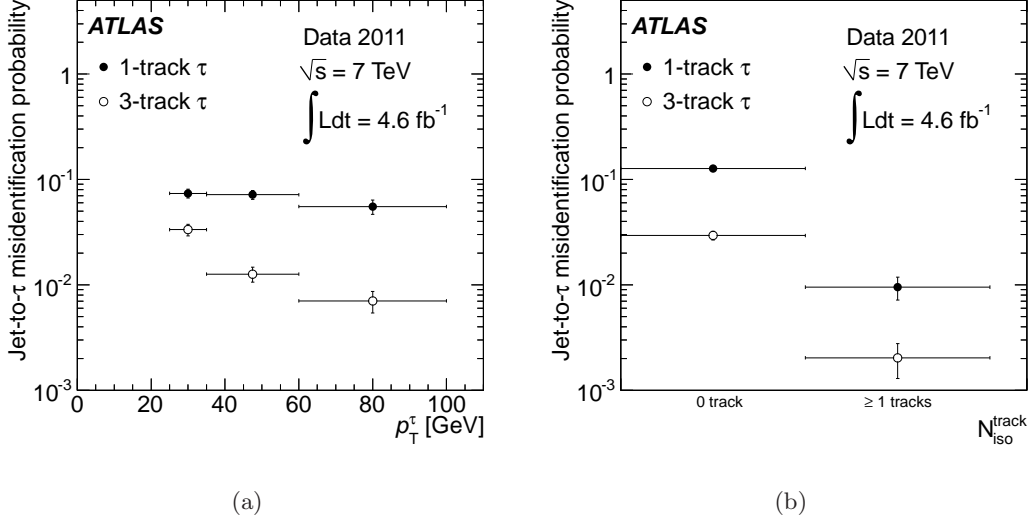 ATLAS
Data 2011
1-track τ
√s = 7 TeV
3-track τ
∫Ldt = 4.6 fb⁻¹
Jet-to-τ misidentification probability
1
10⁻¹
10⁻²
10⁻³
0 20 40 60 80 100
p_T^τ [GeV]
(a)
ATLAS
Data 2011
1-track τ
√s = 7 TeV
3-track τ
∫Ldt = 4.6 fb⁻¹
Jet-to-τ misidentification probability
1
10⁻¹
10⁻²
10⁻³
0 track ≥ 1 tracks
N_iso^track
(b)